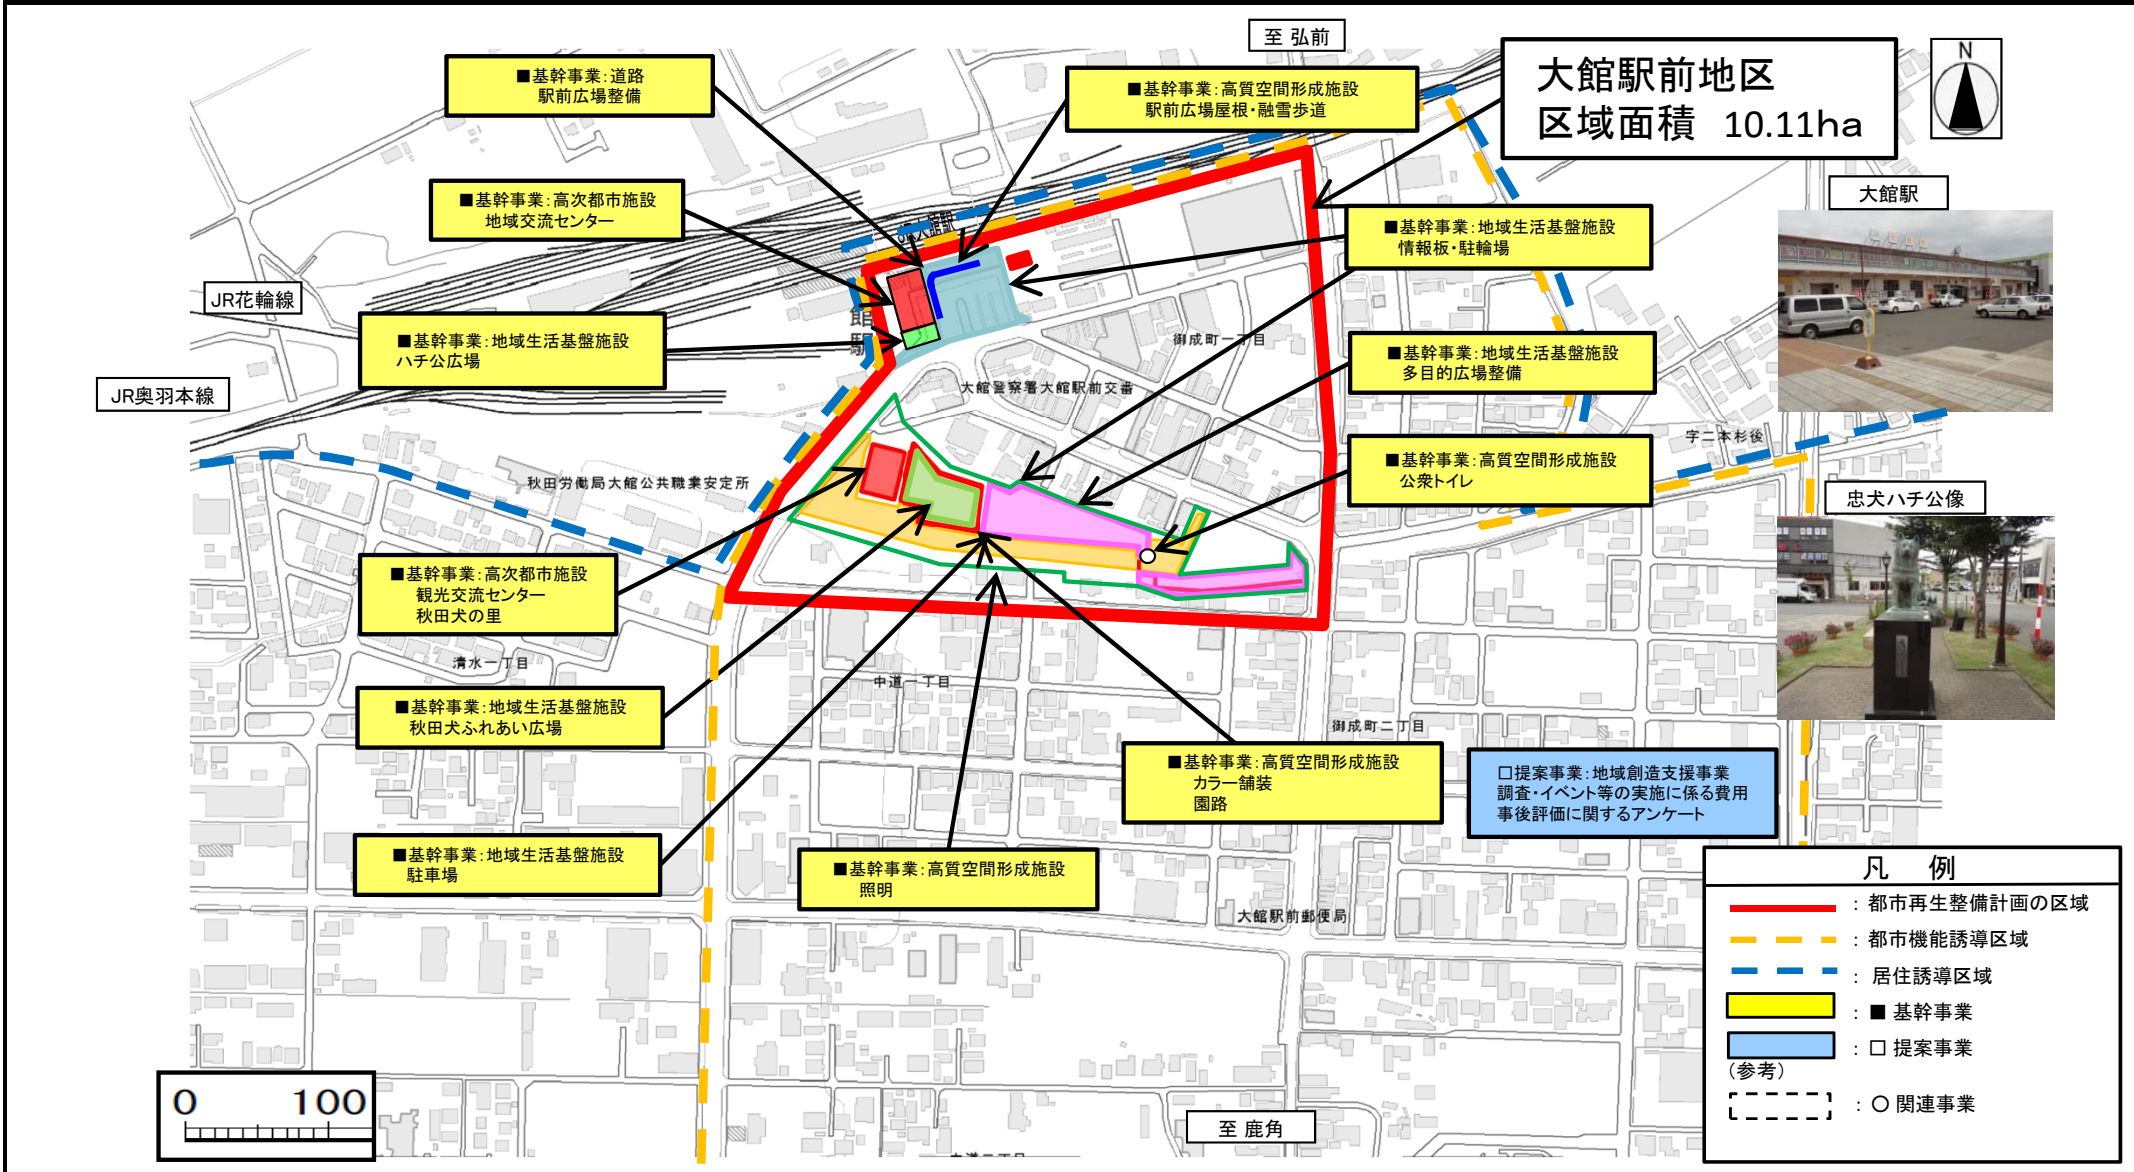 至 弘前
大館駅前地区
区域面積 10.11ha
N
■基幹事業:道路
駅前広場整備
■基幹事業:高質空間形成施設
駅前広場屋根・融雪歩道
■基幹事業:高次都市施設
地域交流センター
大館駅
■基幹事業:地域生活基盤施設
情報板・駐輪場
JR花輪線
■基幹事業:地域生活基盤施設
ハチ公広場
御成町一丁目
■基幹事業:地域生活基盤施設
多目的広場整備
JR奥羽本線
大館警察署大館駅前交番
字二本杉後
■基幹事業:高質空間形成施設
公衆トイレ
秋田労働局大館公共職業安定所
忠犬ハチ公像
■基幹事業:高次都市施設
観光交流センター
秋田犬の里
清水一丁目
中道一丁目
■基幹事業:地域生活基盤施設
秋田犬ふれあい広場
御成町二丁目
■基幹事業:高質空間形成施設
カラー舗装
園路
□提案事業:地域創造支援事業
調査・イベント等の実施に係る費用
事後評価に関するアンケート
■基幹事業:地域生活基盤施設
駐車場
■基幹事業:高質空間形成施設
照明
大館駅前郵便局
凡 例
:都市再生整備計画の区域
:都市機能誘導区域
:居住誘導区域
:■ 基幹事業
:□ 提案事業
(参考)
:○ 関連事業
0 100
至 鹿角